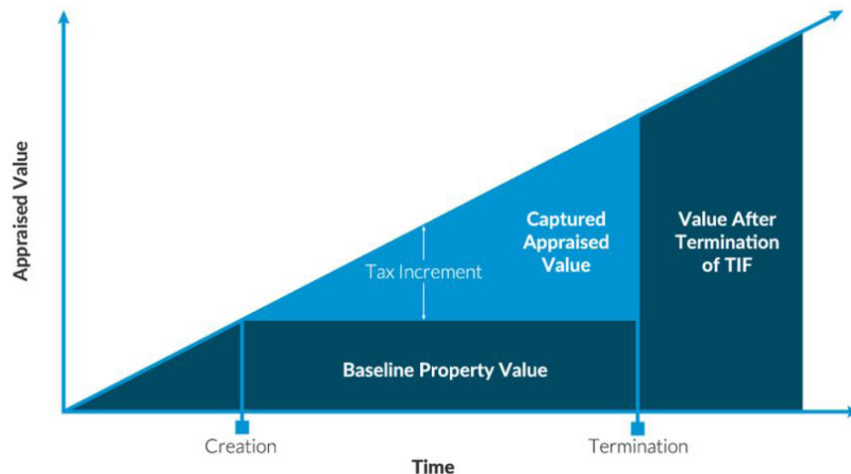 Appraised Value
Captured
Appraised
Value
Value After
Termination
of TIF
Tax Increment
Baseline Property Value
Creation
Termination
Time